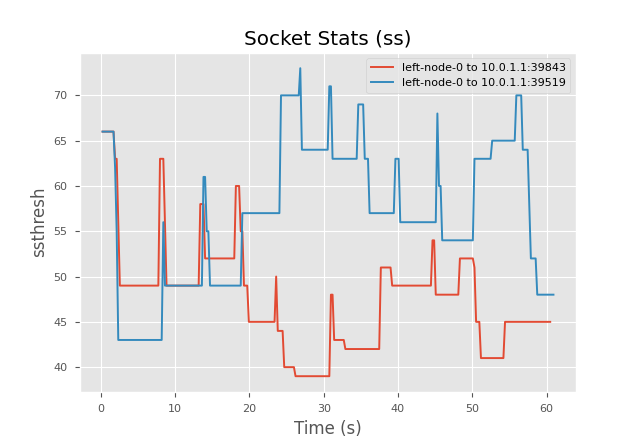 Socket Stats (ss)
left-node-0 to 10.0.1.1:39843
left-node-0 to 10.0.1.1:39519
ssthresh
70
65
60
55
50
45
40
0 10 20 30 40 50 60
Time (s)